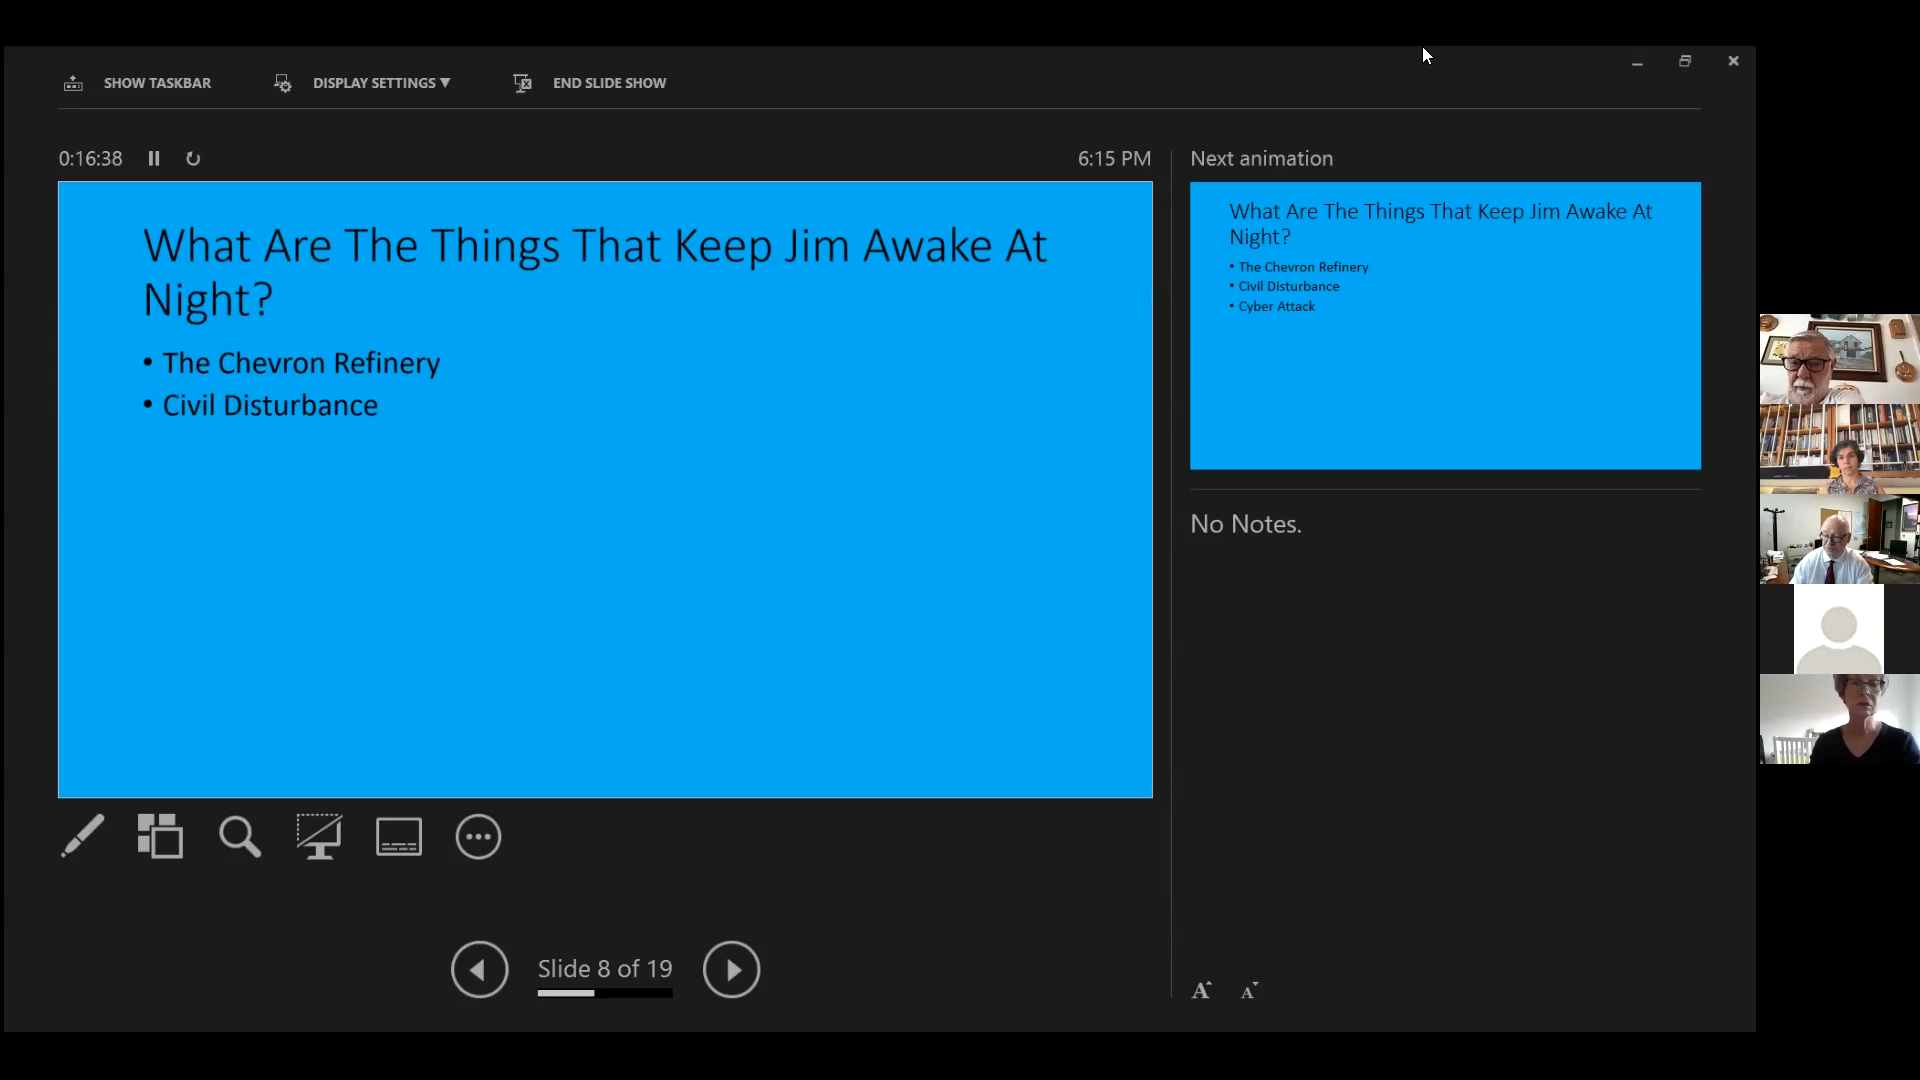 SHOW TASKBAR
DISPLAY SETTINGS ▼
END SLIDE SHOW
0:16:38
6:15 PM
What Are The Things That Keep Jim Awake At
Night?
• The Chevron Refinery
• Civil Disturbance
Next animation
What Are The Things That Keep Jim Awake At
Night?
• The Chevron Refinery
• Civil Disturbance
• Cyber Attack
No Notes.
Slide 8 of 19
A A